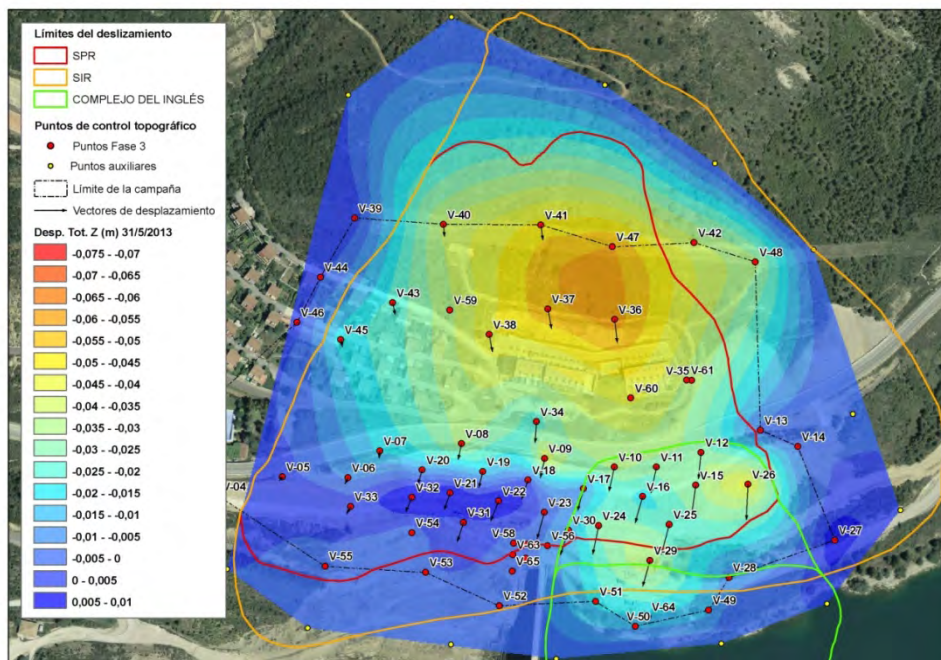 Límites del deslizamiento
SPR
SIR
COMPLEJO DEL INGLÉS
Puntos de control topográfico
Puntos Fase 3
Puntos auxiliares
Límite de la campaña
Vectores de desplazamiento
Desp. Tot. Z (m) 31/5/2013
-0,075 - -0,07
-0,07 - -0,065
-0,065 - -0,06
-0,06 - -0,055
-0,055 - -0,05
-0,05 - -0,045
-0,045 - -0,04
-0,04 - -0,035
-0,035 - -0,03
-0,03 - -0,025
-0,025 - -0,02
-0,02 - -0,015
-0,015 - -0,01
-0,01 - -0,005
-0,005 - 0
0 - 0,005
0,005 - 0,01
V-39
V-40
V-41
V-47
V-42
V-48
V-44
V-46
V-43
V-59
V-37
V-36
V-45
V-38
V-35
V-61
V-60
V-34
V-13
V-14
V-07
V-08
V-09
V-12
V-05
V-06
V-20
V-19
V-18
V-10
V-11
V-15
V-26
V-04
V-33
V-32
V-21
V-22
V-17
V-16
V-23
V-54
V-31
V-30
V-24
V-25
V-27
V-58
V-63
V-56
V-55
V-53
V-65
V-29
V-28
V-52
V-51
V-64
V-49
V-50